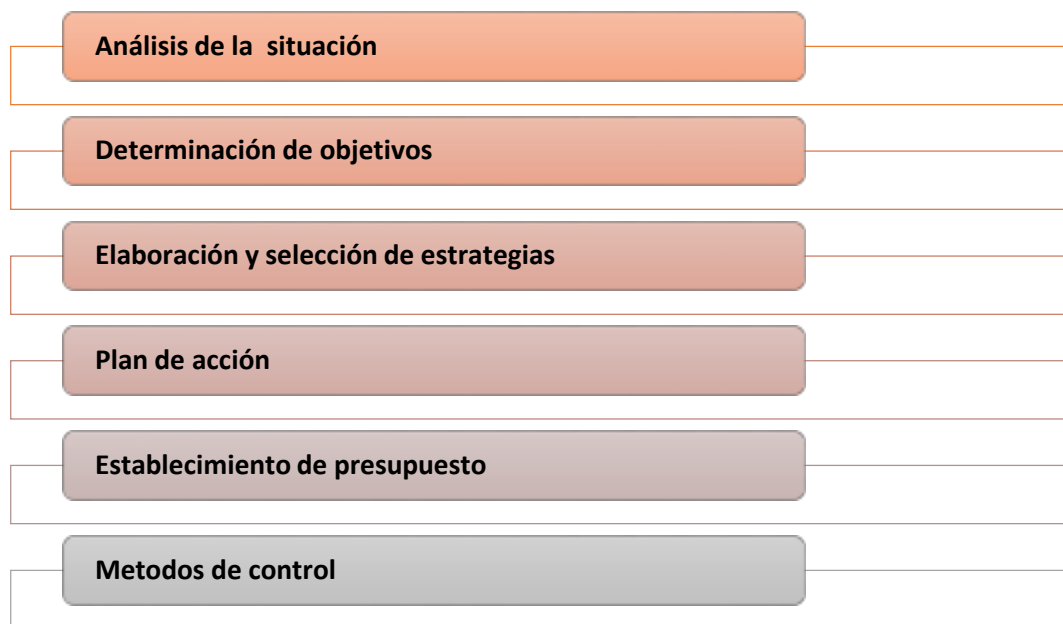 Análisis de la situación
Determinación de objetivos
Elaboración y selección de estrategias
Plan de acción
Establecimiento de presupuesto
Metodos de control